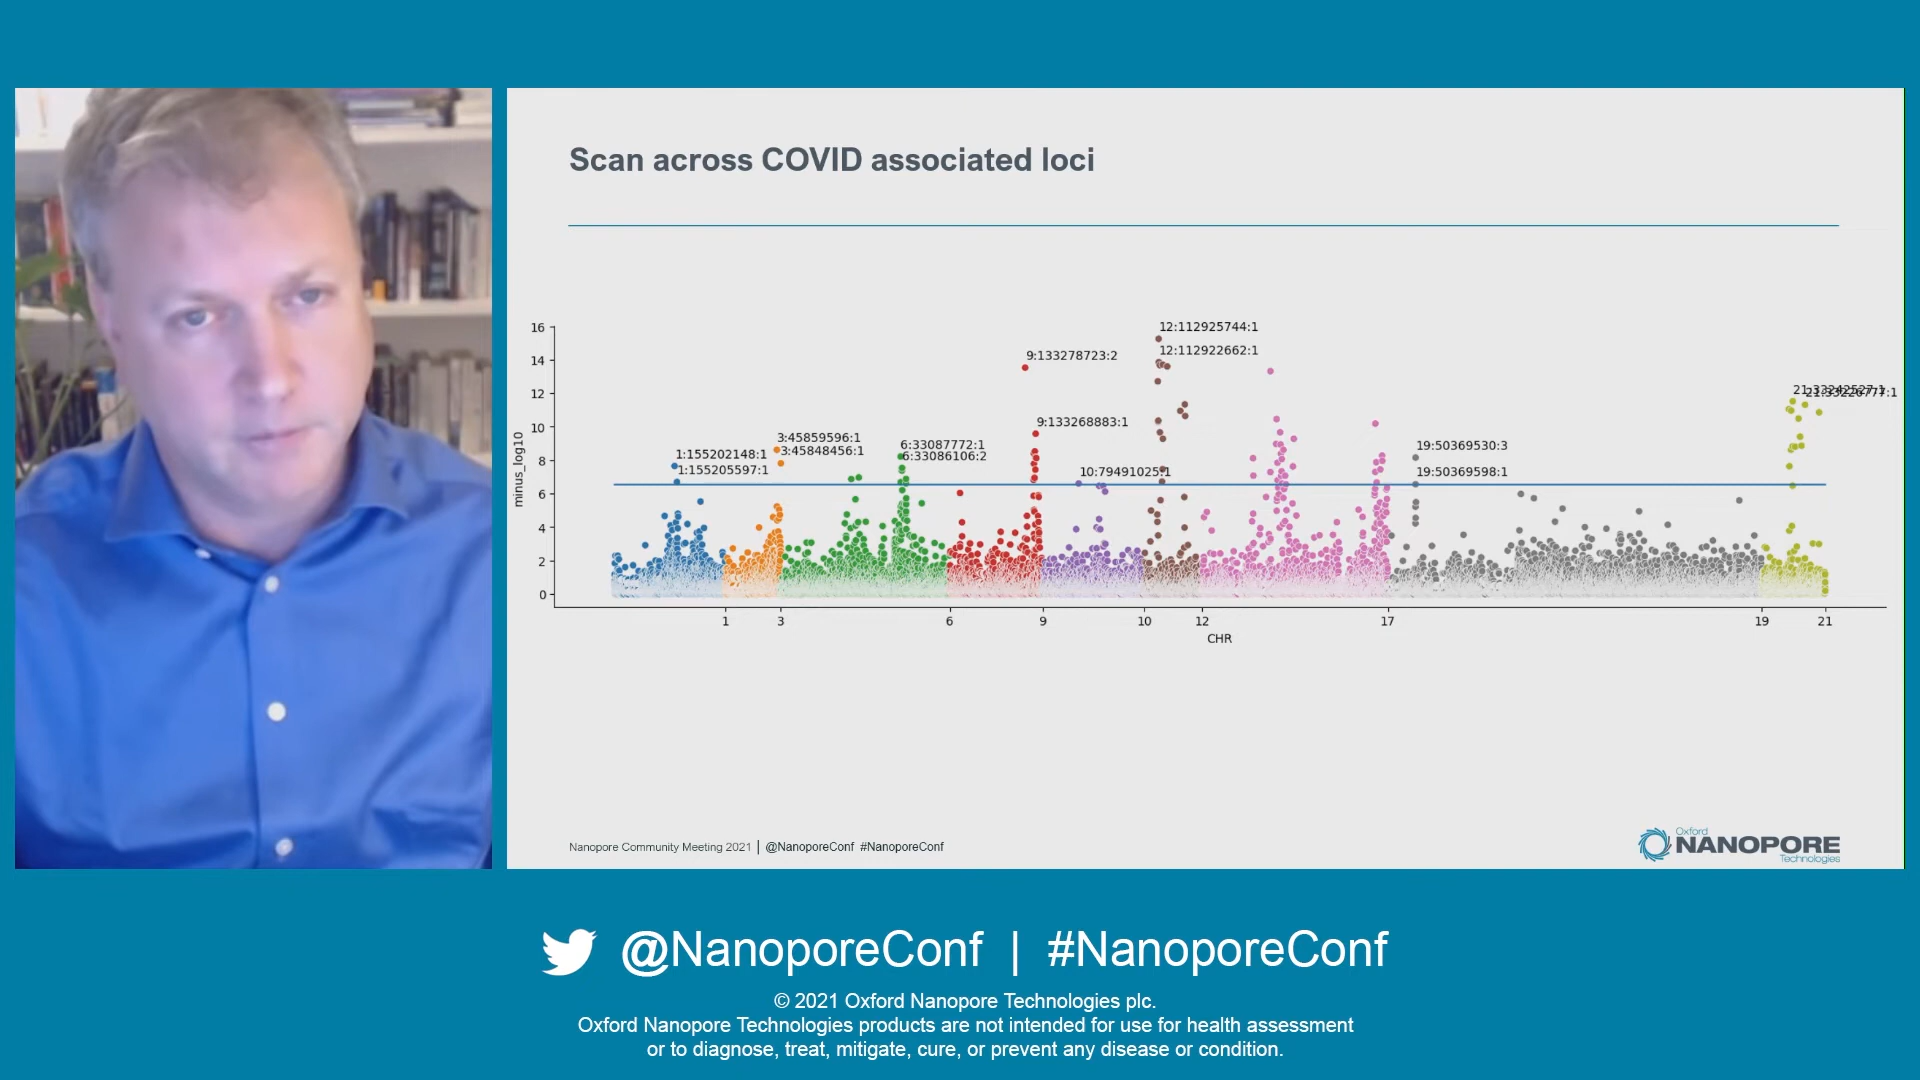 Scan across COVID associated loci
16
14
12
10
8
6
4
2
0
minus_log10
1:155202148:1
1:155205597:1
3:45859596:1
3:45848456:1
6:33087772:1
6:33086106:2
9:133278723:2
9:133268883:1
10:79491025:1
12:112925744:1
12:112922662:1
19:50369530:3
19:50369598:1
1 3 6 9 10 12 17 19 21
CHR
Nanopore Community Meeting 2021 | @NanoporeConf #NanoporeConf
Oxford
NANOPORE
Technologies
@NanoporeConf | #NanoporeConf
© 2021 Oxford Nanopore Technologies plc.
Oxford Nanopore Technologies products are not intended for use for health assessment
or to diagnose, treat, mitigate, cure, or prevent any disease or condition.